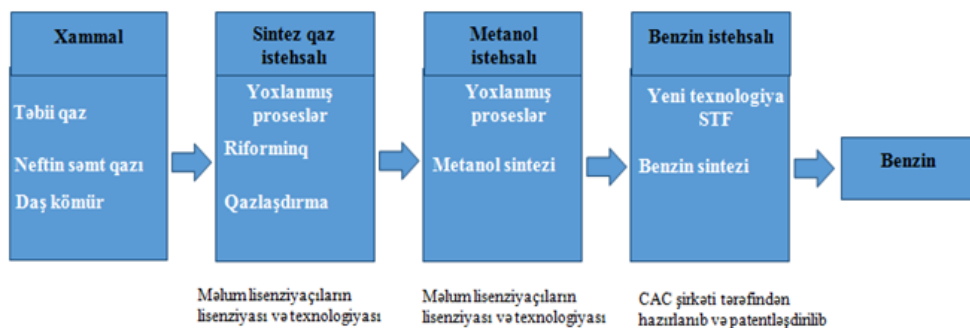 Xammal
Təbii qaz
Neftin səmt qazı
Daş kömür
Sintez qaz
istehsalı
Yoxlanmış
proseslər
Riforminq
Qazlaşdırma
Məlum lisenziyaçıların
lisenziyası və texnologiyası
Metanol
istehsalı
Yoxlanmış
proseslər
Metanol sintezi
Məlum lisenziyaçıların
lisenziyası və texnologiyası
Benzin istehsalı
Yeni texnologiya
STF
Benzin sintezi
CAC şirkəti tərəfindən
hazırlanıb və patentləşdirilib
Benzin